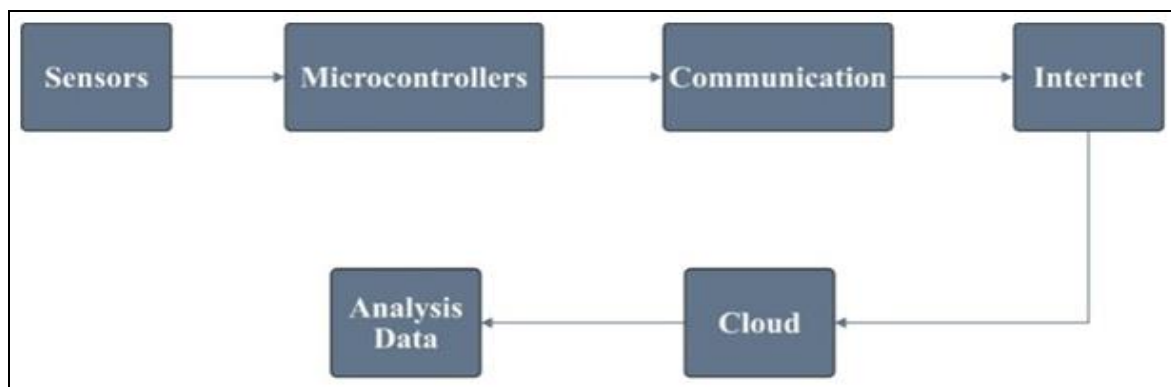 Sensors
Microcontrollers
Communication
Internet
Analysis
Data
Cloud